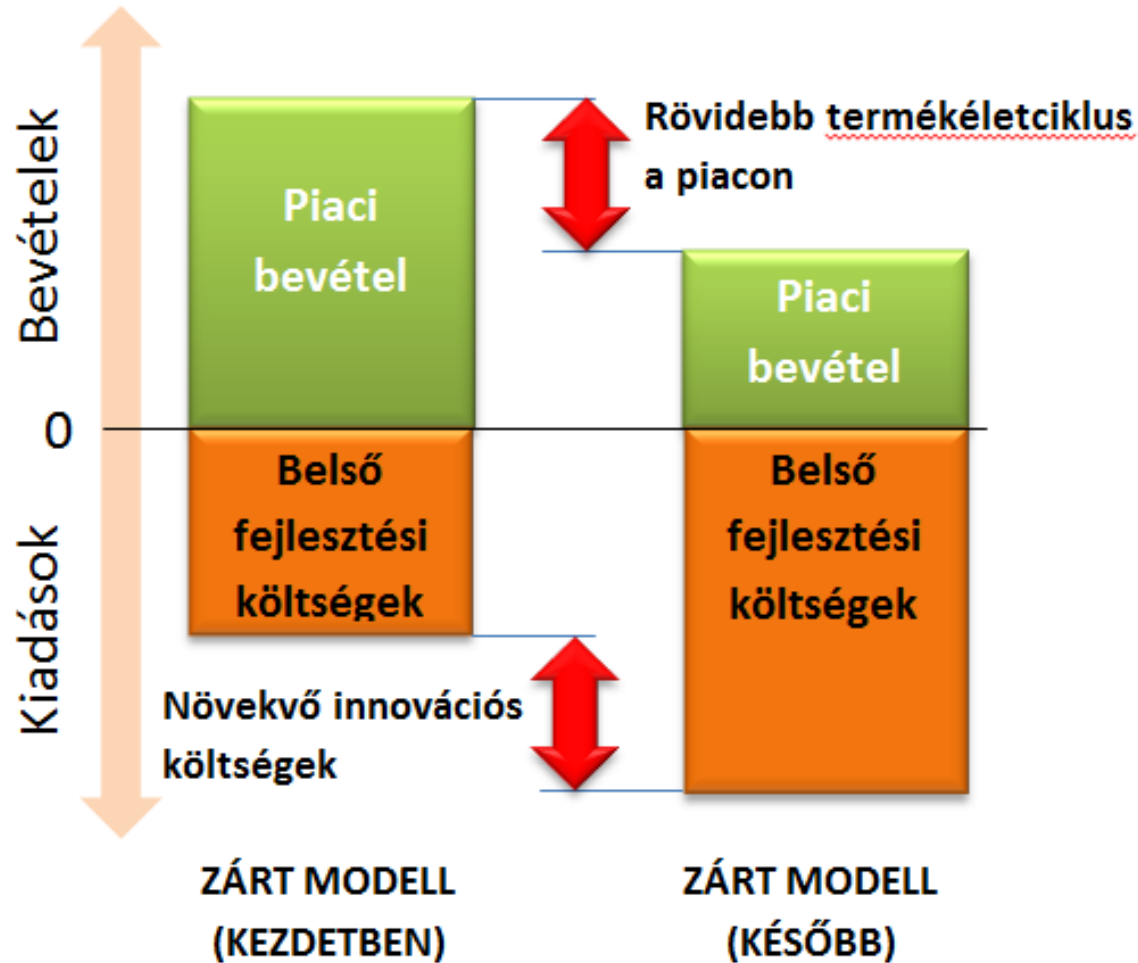 Bevételek
0
Kiadások
Piaci
bevétel
Rövidebb termékéletciklus
a piacon
Piaci
bevétel
Belső
fejlesztési
költségek
Belső
fejlesztési
költségek
Növekvő innovációs
költségek
ZÁRT MODELL
(KEZDETBEN)
ZÁRT MODELL
(KÉSŐBB)